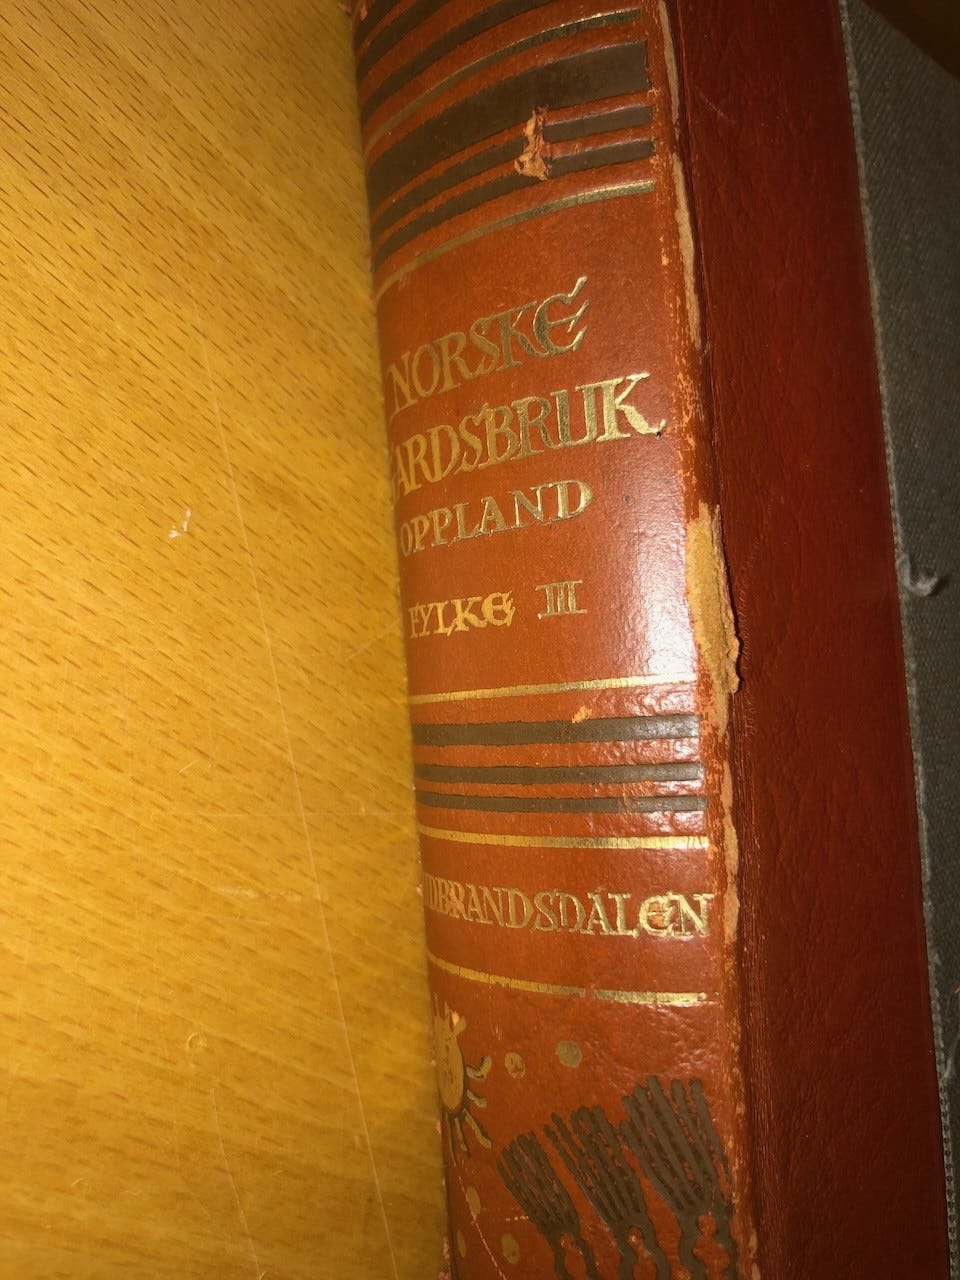 NORSKE
ARDSBRUK
OPPLAND
FYLKE III
DBRANDSDALEN